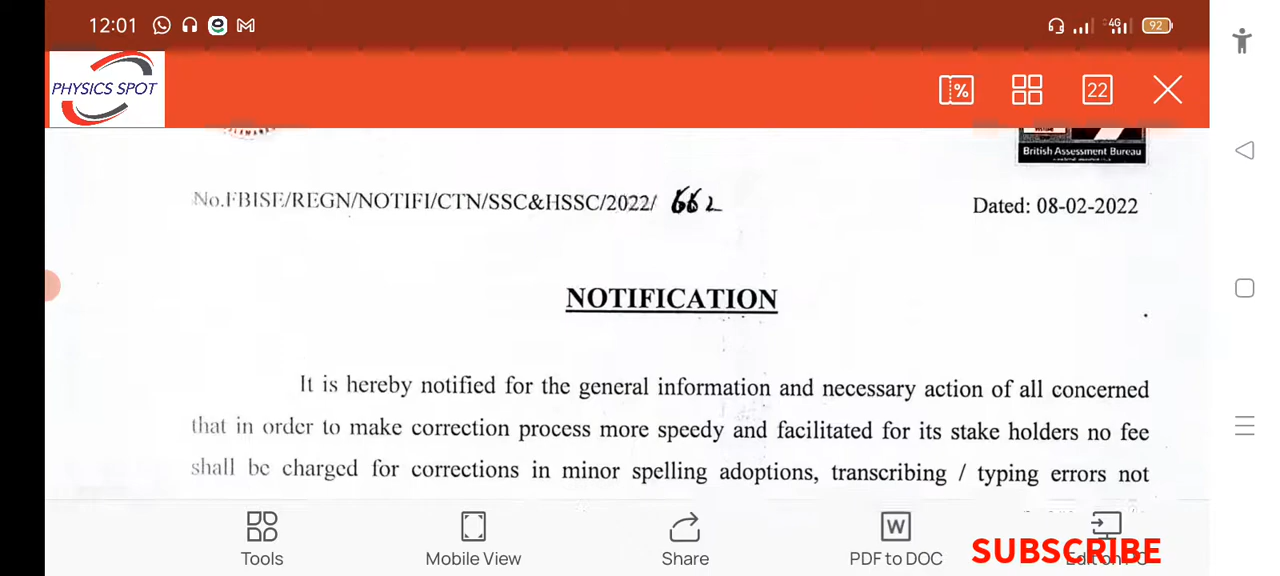 12:01
4G
92
PHYSICS SPOT
%
22
British Assessment Bureau
No.FBISE/REGN/NOTIFI/CTN/SSC&HSSC/2022/ 662
Dated: 08-02-2022
NOTIFICATION
It is hereby notified for the general information and necessary action of all concerned
that in order to make correction process more speedy and facilitated for its stake holders no fee
shall be charged for corrections in minor spelling adoptions, transcribing / typing errors not
W
Tools
Mobile View
Share
PDF to DOC
SUBSCRIBE